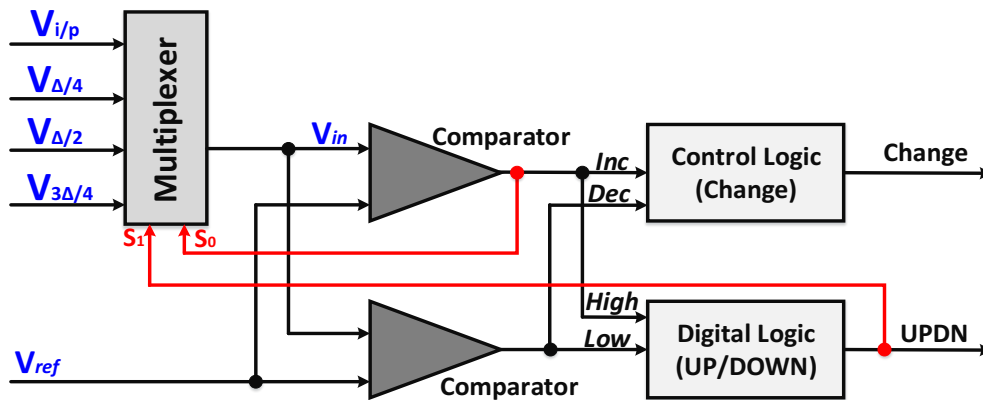 Vi/p
VΔ/4
VΔ/2
V3Δ/4
Multiplexer
S1
S0
Vref
Vin
Comparator
Comparator
Inc
Dec
High
Low
Control Logic
(Change)
Digital Logic
(UP/DOWN)
Change
UPDN